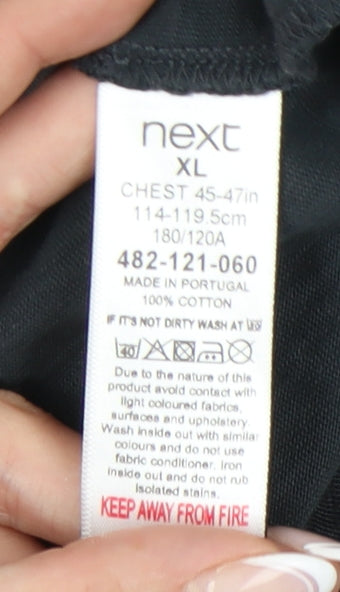 next
XL
CHEST 45-47in
114-119.5cm
180/120A
482-121-060
MADE IN PORTUGAL
100% COTTON
IF IT'S NOT DIRTY WASH AT
40
Due to the nature of this
product avoid contact with
light coloured fabrics,
surfaces and upholstery.
Wash inside out with similar
colours and do not use
fabric conditioner. Iron
inside out and do not rub
isolated stains.
KEEP AWAY FROM FIRE